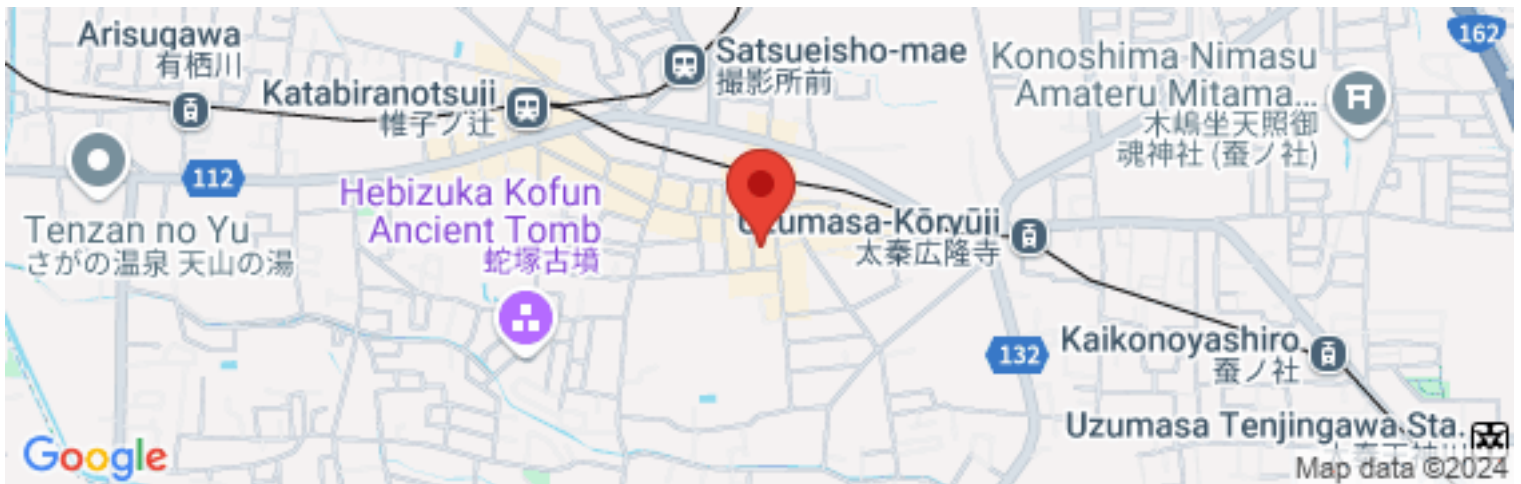 Arisugawa
有栖川
Katabiranotsuji
帷子ノ辻
Satsueisho-mae
撮影所前
Konoshima Nimasu
Amateru Mitama...
木嶋坐天照御
魂神社 (蚕ノ社)
162
112
Tenzan no Yu
さがの温泉 天山の湯
Hebizuka Kofun
Ancient Tomb
蛇塚古墳
Uzumasa-Kōryūji
太秦広隆寺
132
Kaikonoyashiro
蚕ノ社
Uzumasa Tenjingawa Sta.
Google
Map data ©2024